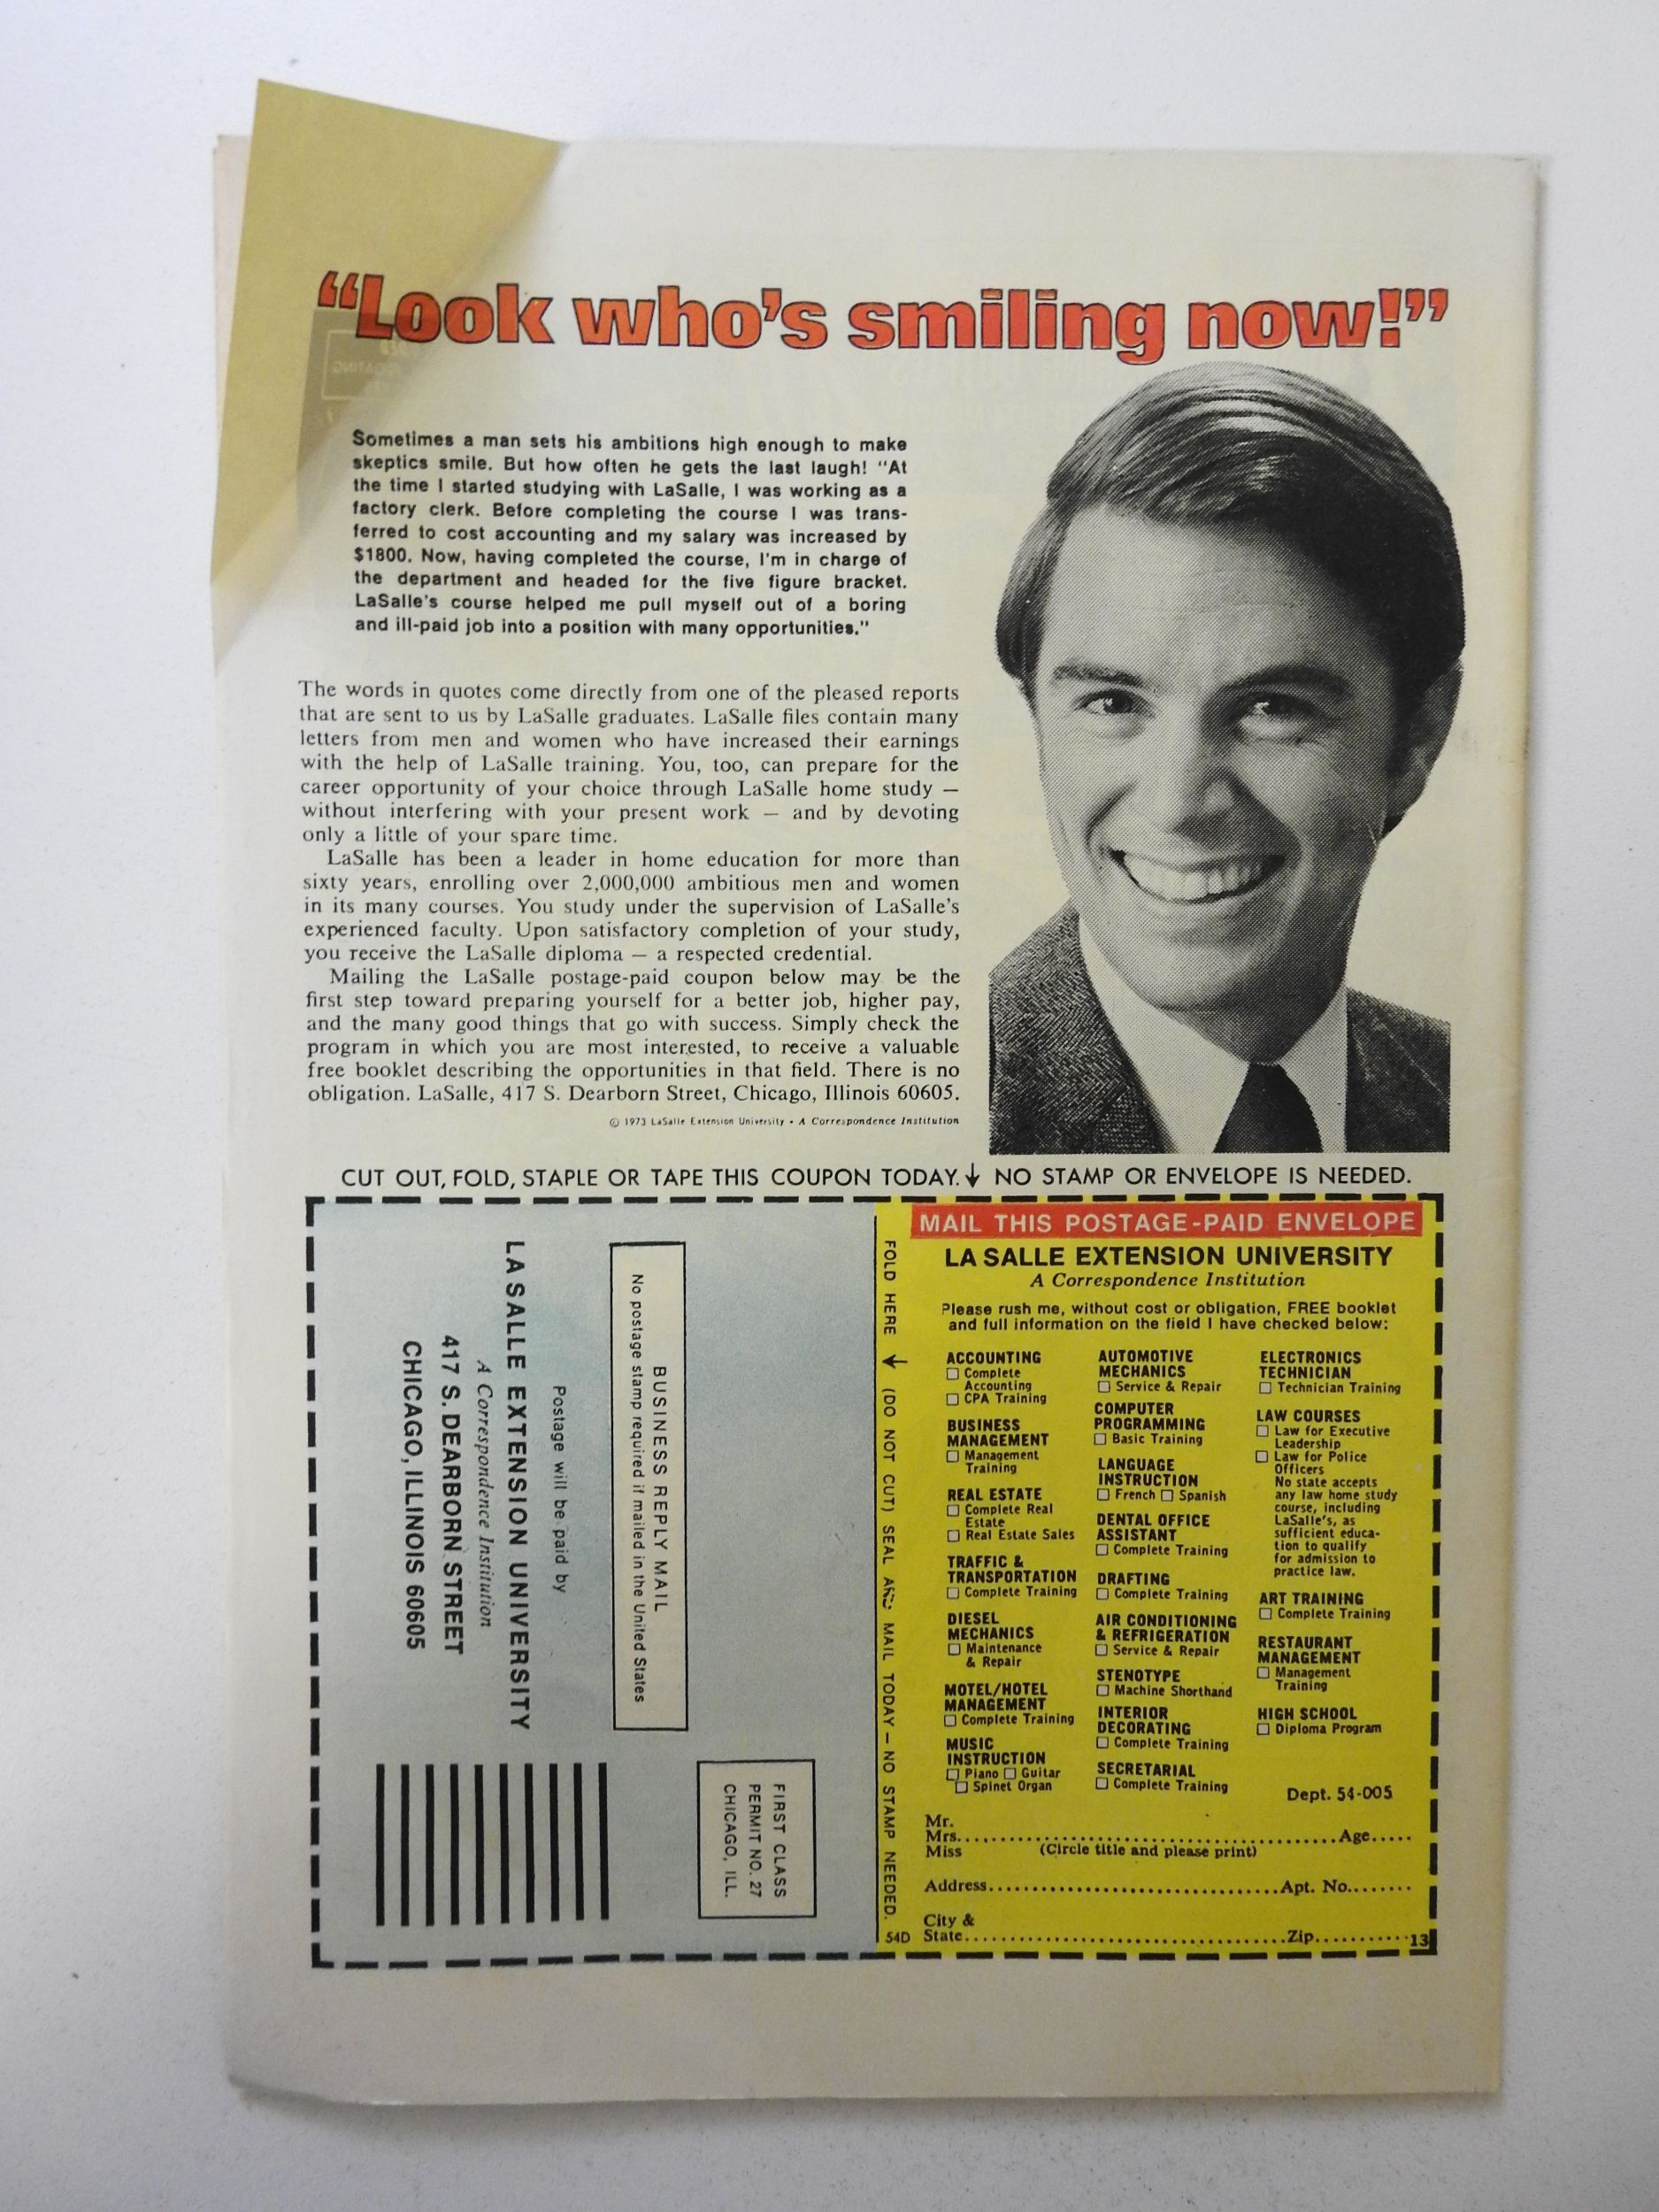 “Look who’s smiling now!”
Sometimes a man sets his ambitions high enough to make
skeptics smile. But how often he gets the last laugh! “At
the time I started studying with LaSalle, I was working as a
factory clerk. Before completing the course I was trans-
ferred to cost accounting and my salary was increased by
$1800. Now, having completed the course, I’m in charge of
the department and headed for the five figure bracket.
LaSalle’s course helped me pull myself out of a boring
and ill-paid job into a position with many opportunities.”
The words in quotes come directly from one of the pleased reports
that are sent to us by LaSalle graduates. LaSalle files contain many
letters from men and women who have increased their earnings
with the help of LaSalle training. You, too, can prepare for the
career opportunity of your choice through LaSalle home study —
without interfering with your present work — and by devoting
only a little of your spare time.
LaSalle has been a leader in home education for more than
sixty years, enrolling over 2,000,000 ambitious men and women
in its many courses. You study under the supervision of LaSalle’s
experienced faculty. Upon satisfactory completion of your study,
you receive the LaSalle diploma — a respected credential.
Mailing the LaSalle postage-paid coupon below may be the
first step toward preparing yourself for a better job, higher pay,
and the many good things that go with success. Simply check the
program in which you are most interested, to receive a valuable
free booklet describing the opportunities in that field. There is no
obligation. LaSalle, 417 S. Dearborn Street, Chicago, Illinois 60605.
© 1973 LaSalle Extension University • A Correspondence Institution
CUT OUT, FOLD, STAPLE OR TAPE THIS COUPON TODAY. ↓ NO STAMP OR ENVELOPE IS NEEDED.
FIRST CLASS
PERMIT NO. 27
CHICAGO, ILL.
BUSINESS REPLY MAIL
No postage stamp required if mailed in the United States
Postage will be paid by
LA SALLE EXTENSION UNIVERSITY
A Correspondence Institution
417 S. DEARBORN STREET
CHICAGO, ILLINOIS 60605
FOLD HERE ↓ (DO NOT CUT) SEAL AND MAIL TODAY — NO STAMP NEEDED.
MAIL THIS POSTAGE-PAID ENVELOPE
LA SALLE EXTENSION UNIVERSITY
A Correspondence Institution
Please rush me, without cost or obligation, FREE booklet
and full information on the field I have checked below:
ACCOUNTING
☐ Complete
Accounting
☐ CPA Training
BUSINESS
MANAGEMENT
☐ Management
Training
REAL ESTATE
☐ Complete Real
Estate
☐ Real Estate Sales
TRAFFIC &
TRANSPORTATION
☐ Complete Training
DIESEL
MECHANICS
☐ Maintenance
& Repair
MOTEL/HOTEL
MANAGEMENT
☐ Complete Training
MUSIC
INSTRUCTION
☐ Piano ☐ Guitar
☐ Spinet Organ
AUTOMOTIVE
MECHANICS
☐ Service & Repair
COMPUTER
PROGRAMMING
☐ Basic Training
LANGUAGE
INSTRUCTION
☐ French ☐ Spanish
DENTAL OFFICE
ASSISTANT
☐ Complete Training
DRAFTING
☐ Complete Training
AIR CONDITIONING
& REFRIGERATION
☐ Service & Repair
STENOTYPE
☐ Machine Shorthand
INTERIOR
DECORATING
☐ Complete Training
SECRETARIAL
☐ Complete Training
ELECTRONICS
TECHNICIAN
☐ Technician Training
LAW COURSES
☐ Law for Executive
Leadership
☐ Law for Police
Officers
No state accepts
any law home study
course, including
LaSalle’s, as
sufficient educa-
tion to qualify
for admission to
practice law.
ART TRAINING
☐ Complete Training
RESTAURANT
MANAGEMENT
☐ Management
Training
HIGH SCHOOL
☐ Diploma Program
Dept. 54-005
Mr.
Mrs. Age
Miss (Circle title and please print)
Address Apt. No.
City &
State Zip 13
54D